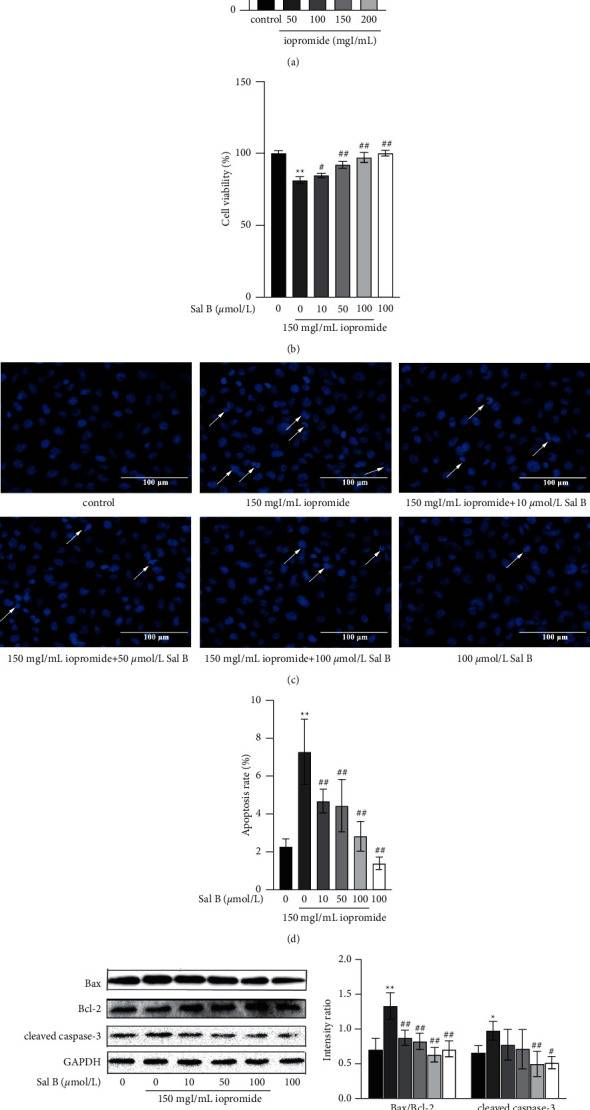 0
control 50 100 150 200
iopromide (mgI/mL)
(a)
150
100
50
0
Cell viability (%)
** # ## ## ##
Sal B (μmol/L) 0 0 10 50 100 100
150 mgI/mL iopromide
(b)
100 μm 100 μm 100 μm
control 150 mgI/mL iopromide 150 mgI/mL iopromide+10 μmol/L Sal B
100 μm 100 μm 100 μm
150 mgI/mL iopromide+50 μmol/L Sal B 150 mgI/mL iopromide+100 μmol/L Sal B 100 μmol/L Sal B
(c)
10
8
6
4
2
0
Apoptosis rate (%)
** ## ## ## ##
Sal B (μmol/L) 0 0 10 50 100 100
150 mgI/mL iopromide
(d)
Bax
Bcl-2
cleaved caspase-3
GAPDH
Sal B (μmol/L) 0 0 10 50 100 100
150 mgI/mL iopromide
2.0
1.5
1.0
0.5
0.0
Intensity ratio
** ## ## ## ##
* ## #
Bax/Bcl-2 cleaved caspase-3